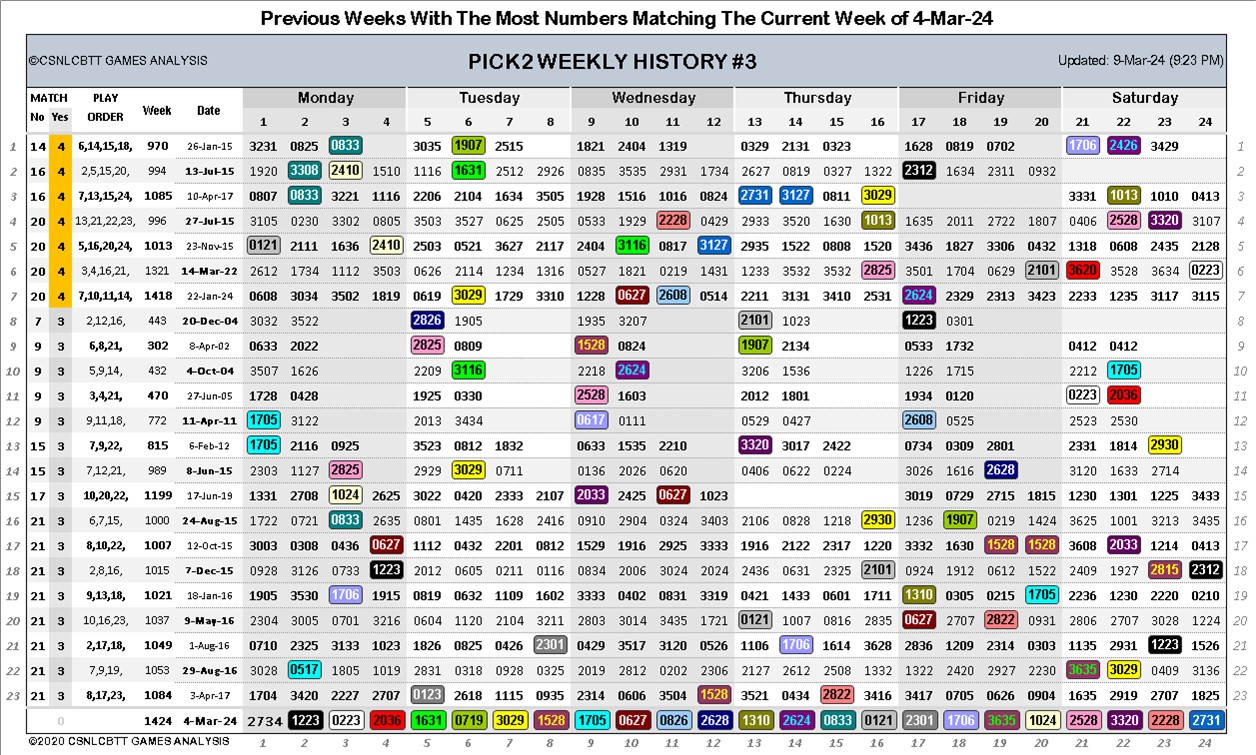 Previous Weeks With The Most Numbers Matching The Current Week of 4-Mar-24
©CSNLCBTT GAMES ANALYSIS PICK2 WEEKLY HISTORY #3 Updated: 9-Mar-24 (9:23 PM)
MATCH PLAY Week Date Monday Tuesday Wednesday Thursday Friday Saturday
No Yes ORDER 1 2 3 4 5 6 7 8 9 10 11 12 13 14 15 16 17 18 19 20 21 22 23 24
1 14 4 6,14,15,18, 970 26-Jan-15 3231 0825 0833 3035 1907 2515 1821 2404 1319 0329 2131 0323 1628 0819 0702 1706 2426 3429 1
2 16 4 2,5,15,20, 994 13-Jul-15 1920 3308 2410 1510 1116 1631 2512 2926 0835 3535 2931 1734 2627 0819 0327 1322 2312 1634 2311 0932 2
3 16 4 7,13,15,24, 1085 10-Apr-17 0807 0833 3221 1116 2206 2104 1634 3505 1928 1516 1016 0824 2731 3127 0811 3029 3331 1013 1010 0413 3
4 20 4 13,21,22,23, 996 27-Jul-15 3105 0230 3302 0805 3503 3527 0625 2505 0533 1929 2228 0429 2933 3520 1630 1013 1635 2011 2722 1807 0406 2528 3320 3107 4
5 20 4 5,16,20,24, 1013 23-Nov-15 0121 2111 1636 2410 2503 0521 3627 2117 2404 3116 0817 3127 2935 1522 0808 1520 3436 1827 3306 0432 1318 0608 2435 2128 5
6 20 4 3,4,16,21, 1321 14-Mar-22 2612 1734 1112 3503 0626 2114 1234 1316 0527 1821 0219 1431 1233 3532 3532 2825 3501 1704 0629 2101 3620 3528 3634 0223 6
7 20 4 7,10,11,14, 1418 22-Jan-24 0608 3034 3502 1819 0619 3029 1729 3310 1228 0627 2608 0514 2211 3131 3410 2531 2624 2329 2313 3423 2233 1235 3117 3115 7
8 7 3 2,12,16, 443 20-Dec-04 3032 3522 2826 1905 1935 3207 2101 1023 1223 0301 8
9 9 3 6,8,21, 302 8-Apr-02 0633 2022 2825 0809 1528 0824 1907 2134 0533 1732 0412 0412 9
10 9 3 5,9,14, 432 4-Oct-04 3507 1626 2209 3116 2218 2624 3206 1536 1226 1715 2212 1705 10
11 9 3 3,4,21, 470 27-Jun-05 1728 0428 1925 0330 2528 1603 2012 1801 1934 0120 0223 2036 11
12 9 3 9,11,18, 772 11-Apr-11 1705 3122 2013 3434 0617 0111 0529 0427 2608 0525 2523 2530 12
13 15 3 7,9,22, 815 6-Feb-12 1705 2116 0925 3523 0812 1832 0633 1535 2210 3320 3017 2422 0734 0309 2801 2331 1814 2930 13
14 15 3 7,12,21, 989 8-Jun-15 2303 1127 2825 2929 3029 0711 0136 2026 0620 0406 0622 0224 3026 1616 2628 3120 1633 2714 14
15 17 3 10,20,22, 1199 17-Jun-19 1331 2708 1024 2625 3022 0420 2333 2107 2033 2425 0627 1023 3019 0729 2715 1815 1230 1301 1225 3433 15
16 21 3 6,7,15, 1000 24-Aug-15 1722 0721 0833 2635 0801 1435 1628 2416 0910 2904 0324 3403 2106 0828 1218 2930 1236 1907 0219 1424 3625 1001 3213 3435 16
17 21 3 8,10,22, 1007 12-Oct-15 3003 0308 0436 0627 1112 0432 2201 0812 1529 1916 2925 3333 1916 2122 2317 1220 3332 1630 1528 1528 3608 2033 1214 0413 17
18 21 3 2,8,16, 1015 7-Dec-15 0928 3126 0733 1223 2012 0605 0211 0116 0834 2006 3024 2513 2436 0631 2325 2101 0924 1912 0612 1522 2409 1927 2815 2312 18
19 21 3 9,13,18, 1021 18-Jan-16 1905 3530 1706 1915 0819 0632 1109 1602 3333 0402 0831 3319 0421 1433 0601 1711 1310 0305 0215 1705 2236 1230 2220 0210 19
20 21 3 10,16,23, 1037 9-May-16 2304 3105 0701 3216 0604 1120 2104 3211 2803 3014 3435 1721 0121 1007 0816 2835 0627 2707 2822 0931 2806 2707 3028 1224 20
21 21 3 2,17,18, 1049 1-Aug-16 0710 2325 3133 1023 1826 0825 0426 2301 0429 3517 3120 0526 1106 1706 1614 3628 2836 1209 2114 0303 1135 2931 1223 1526 21
22 21 3 7,9,19, 1053 29-Aug-16 3028 0517 1805 1019 2831 0131 0928 0325 2019 2812 0202 2306 1127 2612 2508 1332 1322 2420 2927 2230 3635 3029 0409 3136 22
23 21 3 8,17,23, 1084 3-Apr-17 1704 3420 2227 2707 0123 2618 1115 0935 2314 0606 3504 1528 3521 0434 2822 3416 3417 0705 0626 0904 1635 2919 2707 1825 23
0 1424 4-Mar-24 2734 1223 0223 2036 1631 0719 3029 1528 1705 0627 0826 2628 1310 2624 0833 0121 2301 1706 3635 1024 2528 3320 2228 2731
©2020 CSNLCBTT GAMES ANALYSIS 1 2 3 4 5 6 7 8 9 10 11 12 13 14 15 16 17 18 19 20 21 22 23 24